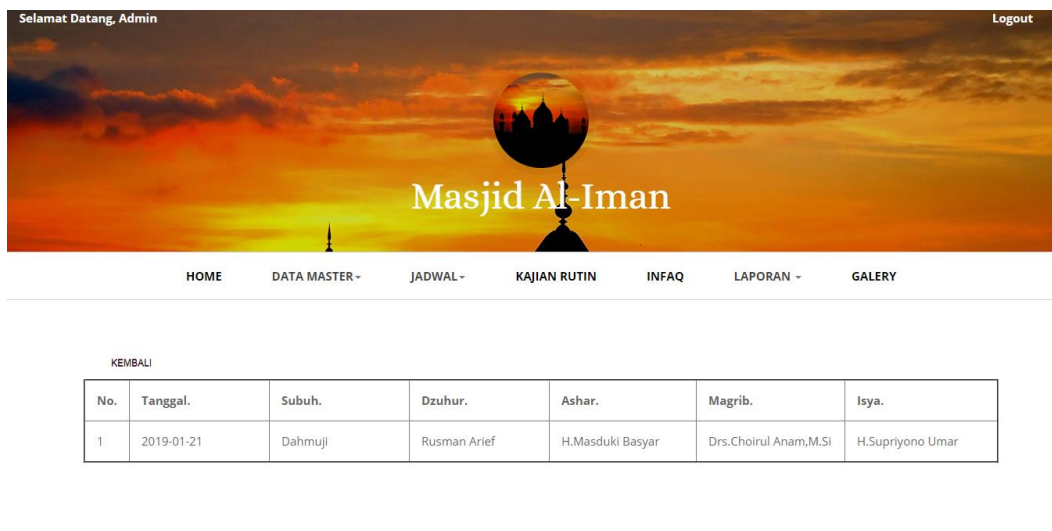 Selamat Datang, Admin Logout
Masjid Al-Iman
HOME DATA MASTER JADWAL KAJIAN RUTIN INFAQ LAPORAN GALERY
KEMBALI
No. Tanggal. Subuh. Dzuhur. Ashar. Magrib. Isya.
1 2019-01-21 Dahmuji Rusman Arief H.Masduki Basyar Drs.Choirul Anam,M.Si H.Supriyono Umar